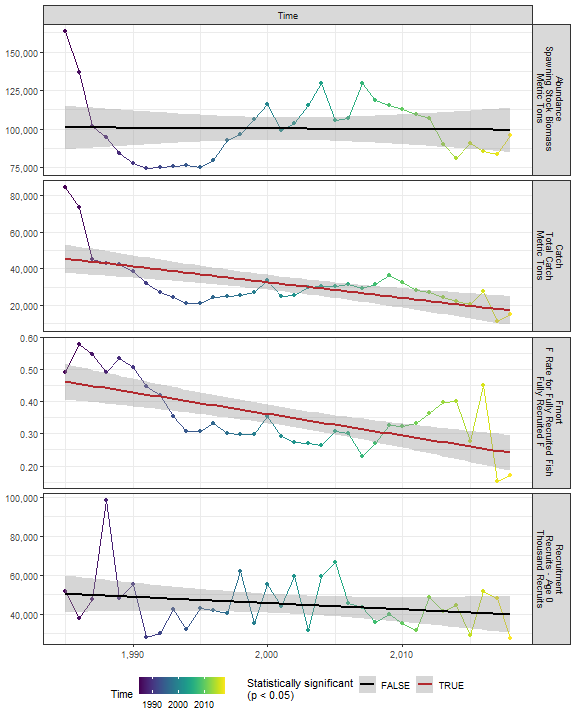 Time
150,000
125,000
100,000
75,000
Abundance
Spawning Stock Biomass
Metric Tons
80,000
60,000
40,000
20,000
Catch
Total Catch
Metric Tons
0.60
0.50
0.40
0.30
0.20
Fmort
F Rate for Fully Recruited Fish
Fully Recruited F
100,000
80,000
60,000
40,000
Recruitment
Recruits - Age 0
Thousand Recruits
1,990 2,000 2,010
Time
1990 2000 2010
Statistically significant
(p < 0.05)
FALSE TRUE